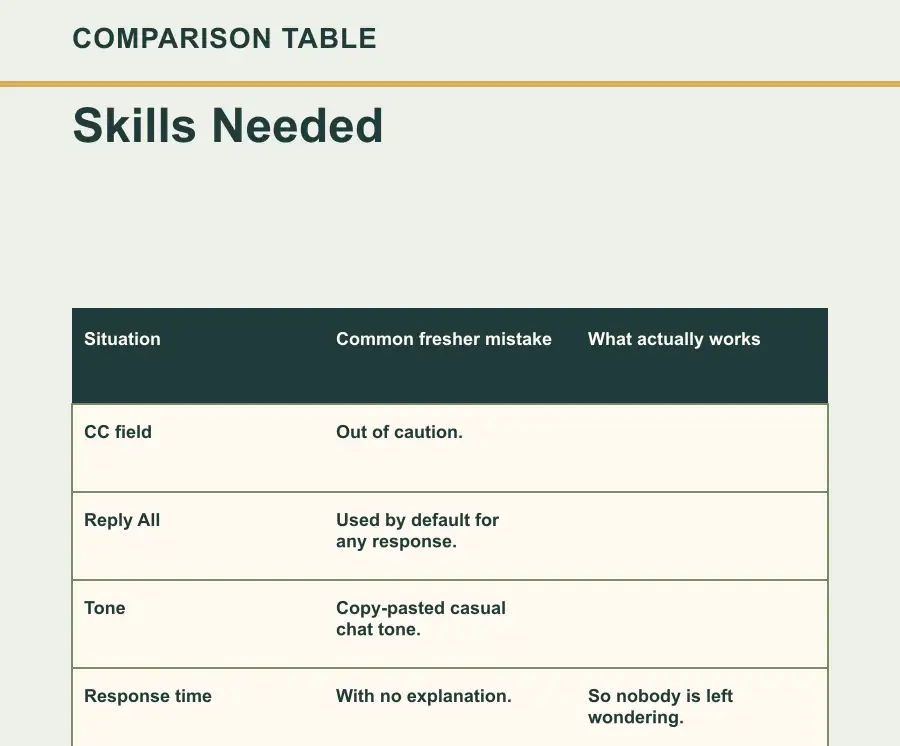 COMPARISON TABLE
Skills Needed
Situation
Common fresher mistake
What actually works
CC field
Out of caution.
Reply All
Used by default for
any response.
Tone
Copy-pasted casual
chat tone.
Response time
With no explanation.
So nobody is left
wondering.